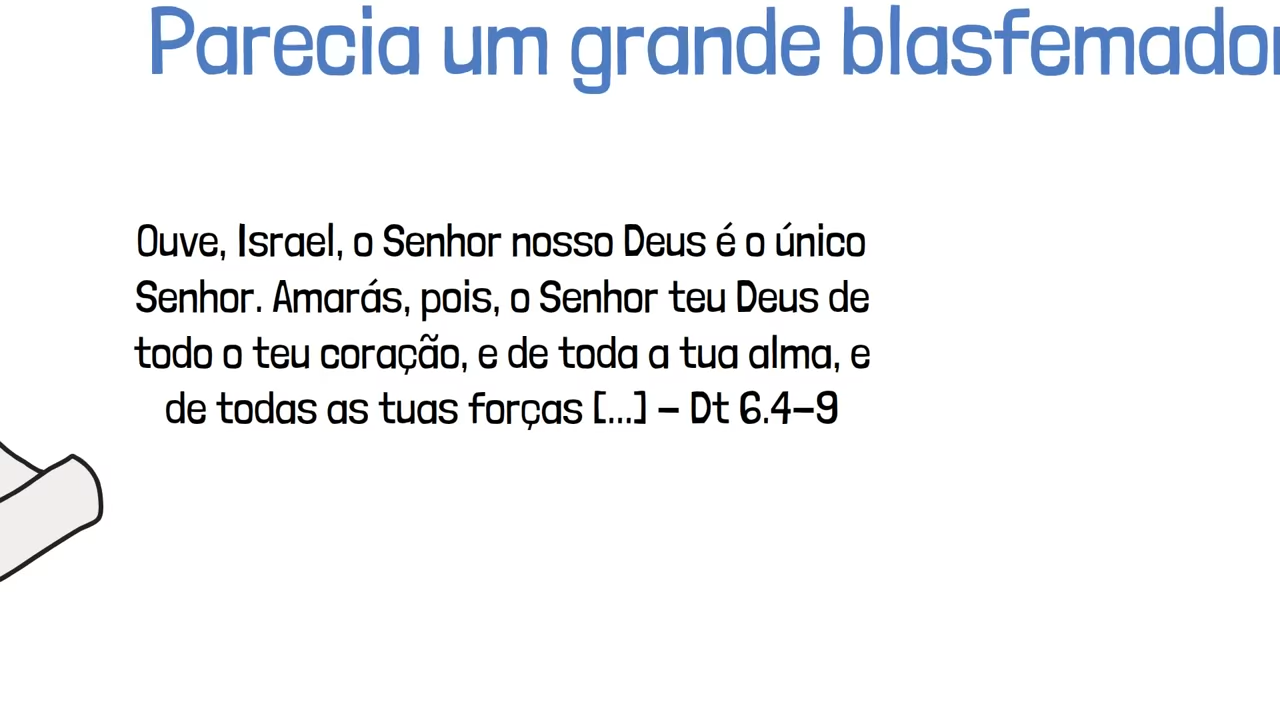 Parecia um grande blasfemador
Ouve, Israel, o Senhor nosso Deus é o único
Senhor. Amarás, pois, o Senhor teu Deus de
todo o teu coração, e de toda a tua alma, e
de todas as tuas forças [...] – Dt 6.4–9